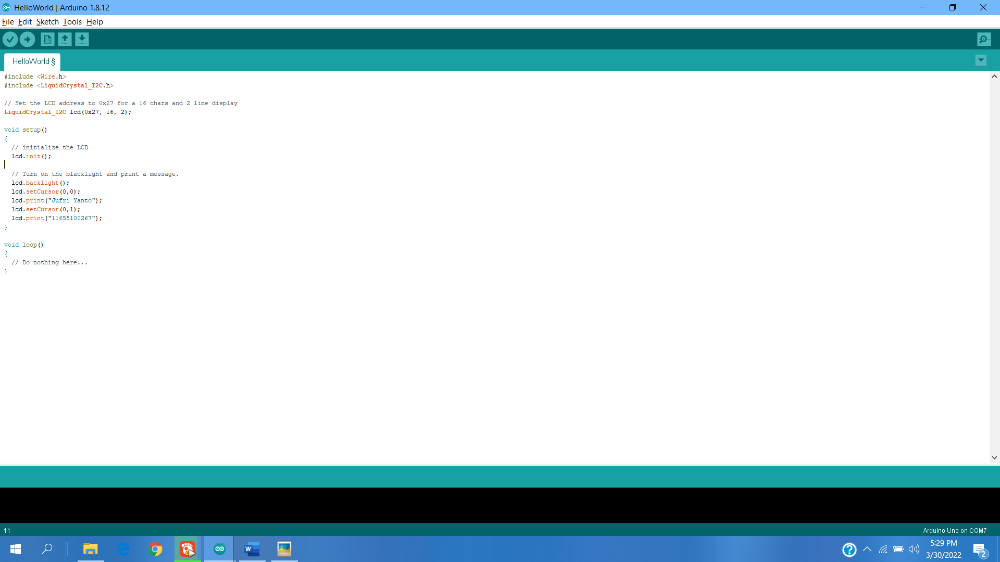 HelloWorld | Arduino 1.8.12
File Edit Sketch Tools Help
HelloWorld §
#include <Wire.h>
#include <LiquidCrystal_I2C.h>
// Set the LCD address to 0x27 for a 16 chars and 2 line display
LiquidCrystal_I2C lcd(0x27, 16, 2);
void setup()
{
// initialize the LCD
lcd.init();
// Turn on the blacklight and print a message.
lcd.backlight();
lcd.setCursor(0,0);
lcd.print("Jufri Yanto");
lcd.setCursor(0,1);
lcd.print("11655100267");
}
void loop()
{
// Do nothing here...
}
11
Arduino Uno on COM7
5:29 PM
3/30/2022
2